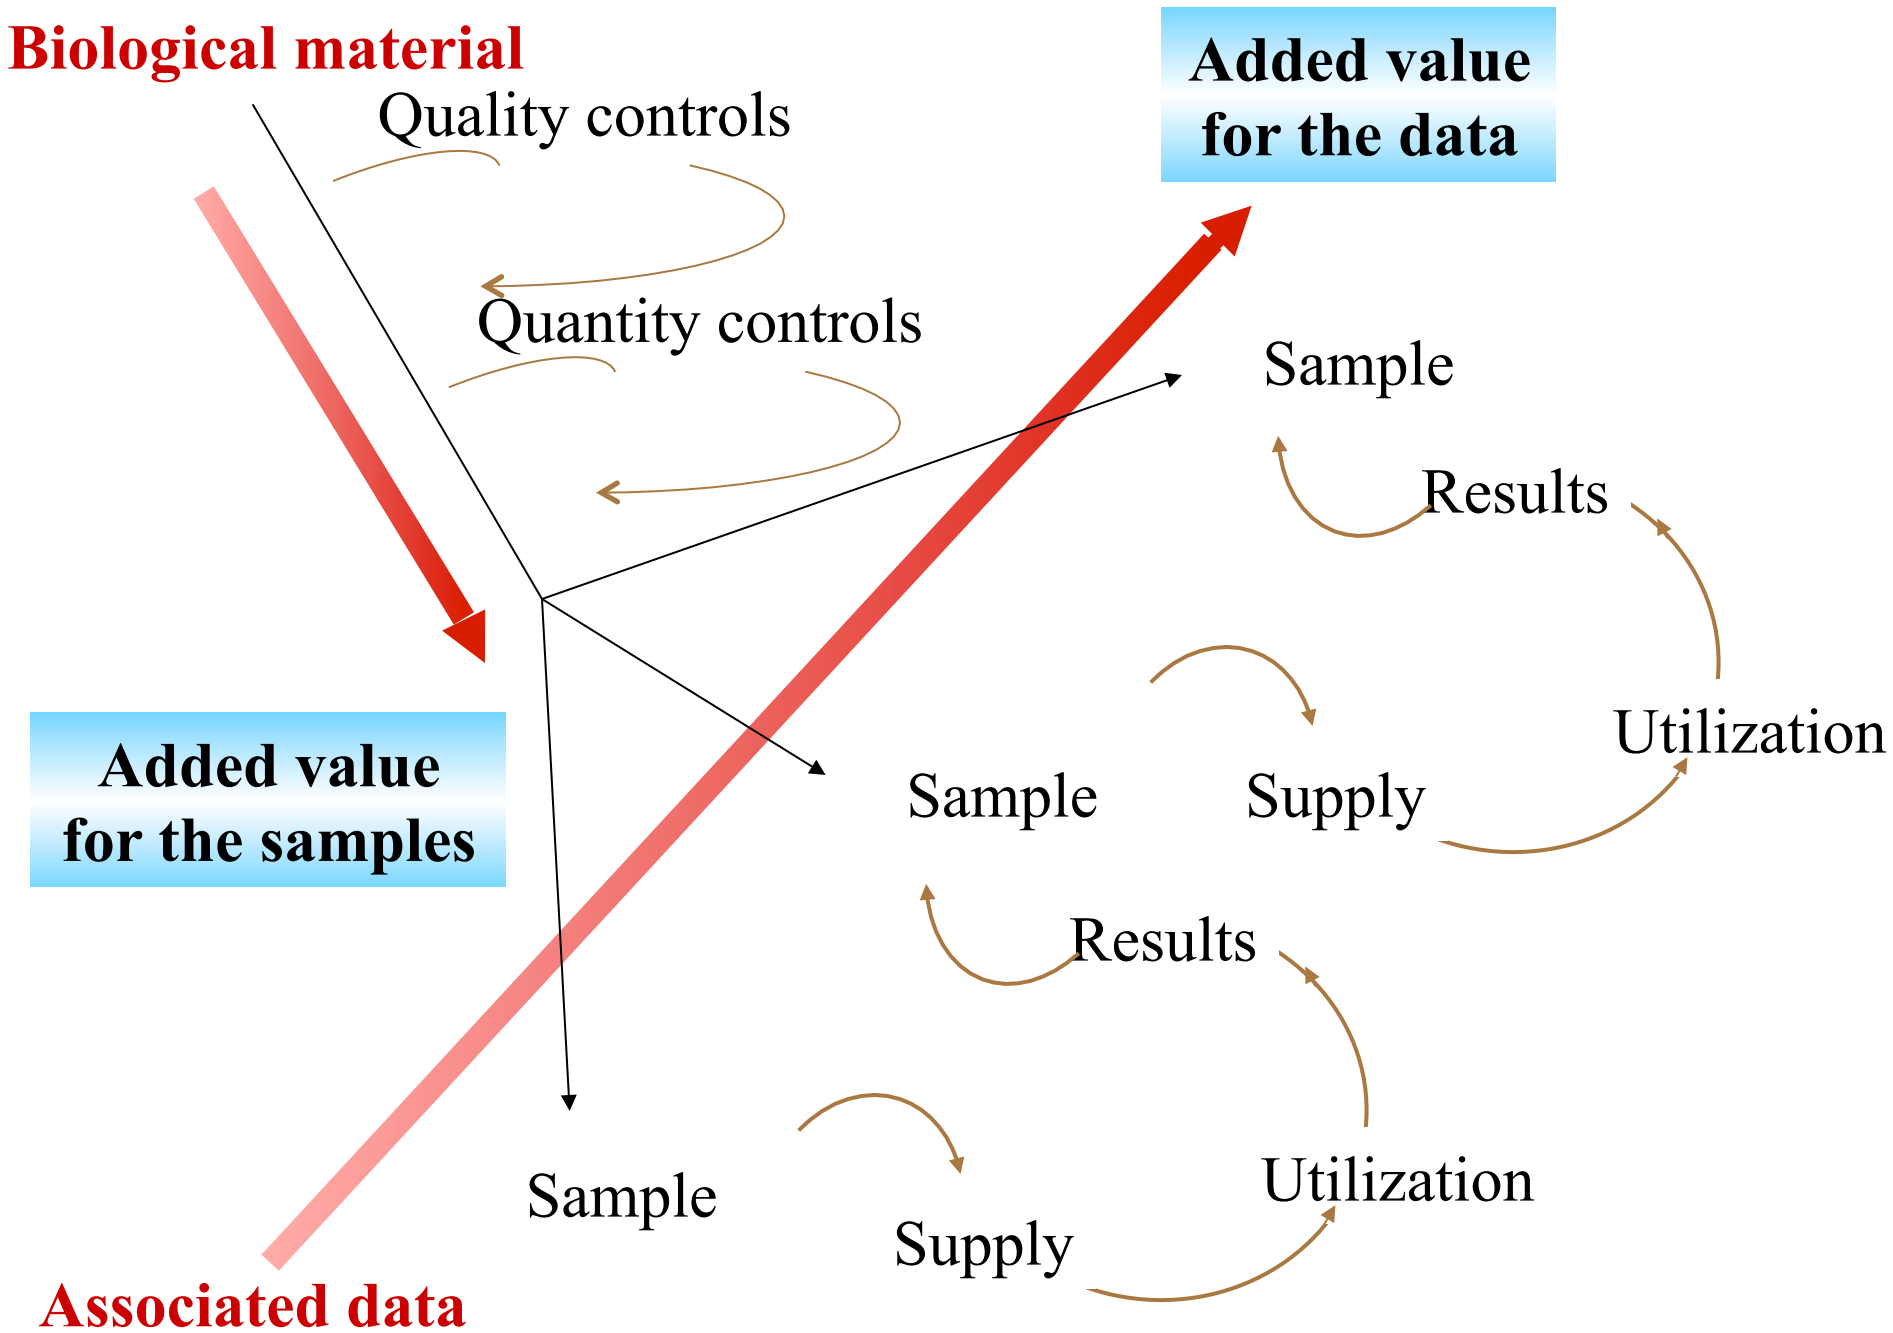 Biological material
Quality controls
Added value
for the data
Quantity controls
Sample
Results
Utilization
Added value
for the samples
Sample
Supply
Results
Utilization
Sample
Supply
Associated data